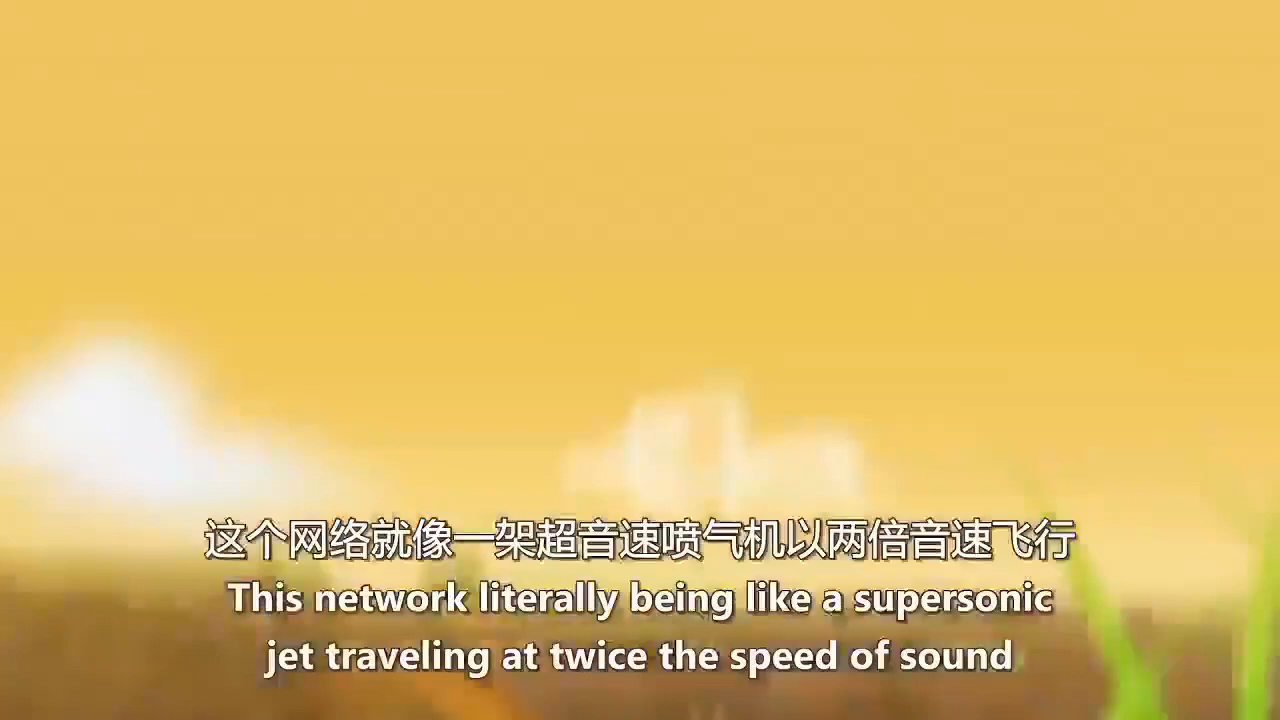 这个网络就像一架超音速喷气机以两倍音速飞行
This network literally being like a supersonic
jet traveling at twice the speed of sound